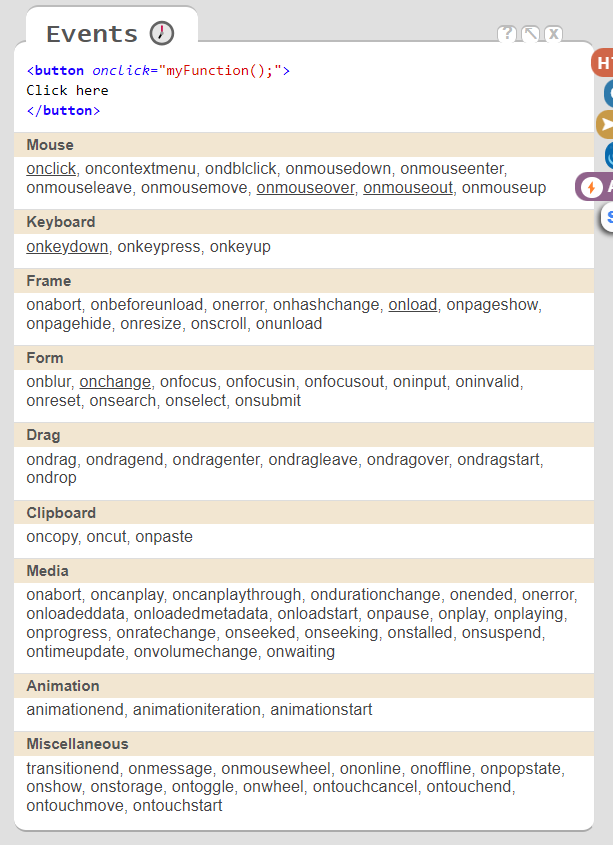 Events
? x
<button onclick="myFunction();">
Click here
</button>
Mouse
onclick, oncontextmenu, ondblclick, onmousedown, onmouseenter,
onmouseleave, onmousemove, onmouseover, onmouseout, onmouseup
Keyboard
onkeydown, onkeypress, onkeyup
Frame
onabort, onbeforeunload, onerror, onhashchange, onload, onpageshow,
onpagehide, onresize, onscroll, onunload
Form
onblur, onchange, onfocus, onfocusin, onfocusout, oninput, oninvalid,
onreset, onsearch, onselect, onsubmit
Drag
ondrag, ondragend, ondragenter, ondragleave, ondragover, ondragstart,
ondrop
Clipboard
oncopy, oncut, onpaste
Media
onabort, oncanplay, oncanplaythrough, ondurationchange, onended, onerror,
onloadeddata, onloadedmetadata, onloadstart, onpause, onplay, onplaying,
onprogress, onratechange, onseeked, onseeking, onstalled, onsuspend,
ontimeupdate, onvolumechange, onwaiting
Animation
animationend, animationiteration, animationstart
Miscellaneous
transitionend, onmessage, onmousewheel, ononline, onoffline, onpopstate,
onshow, onstorage, ontoggle, onwheel, ontouchcancel, ontouchend,
ontouchmove, ontouchstart